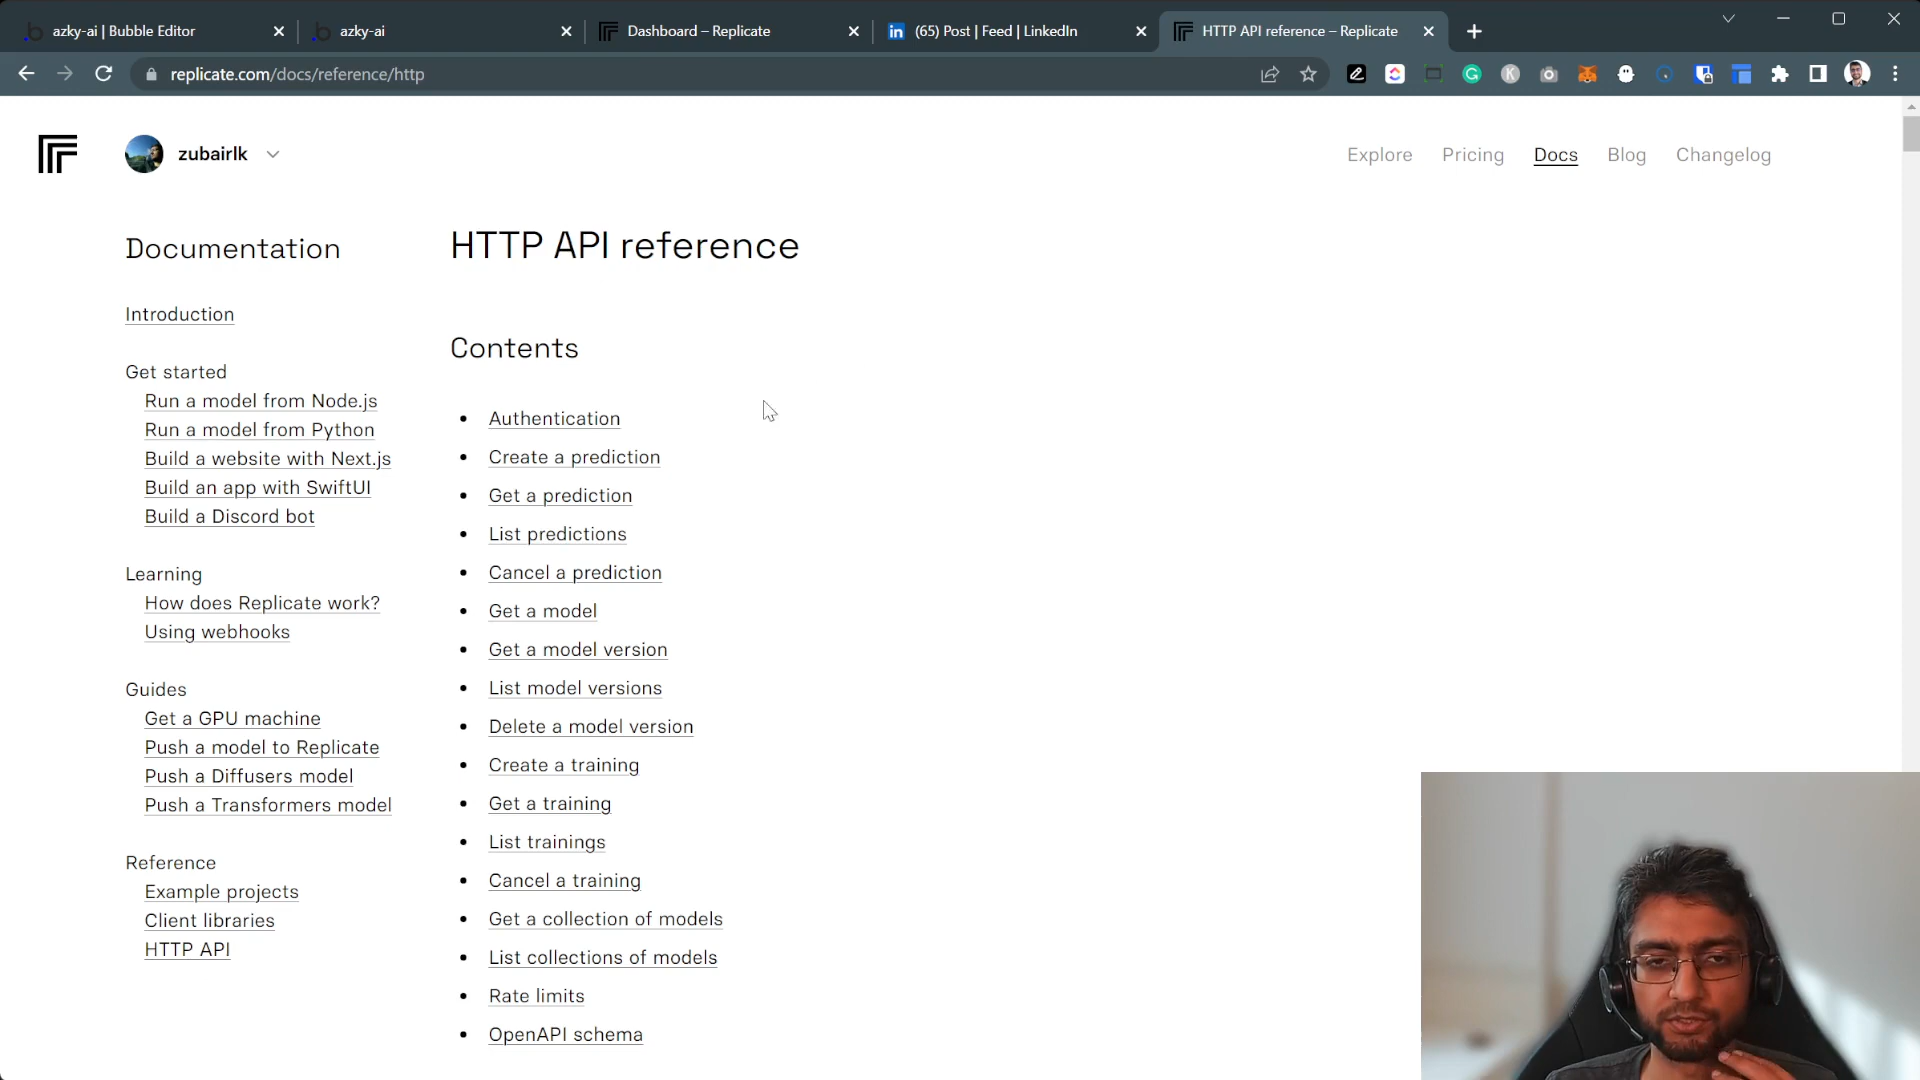 azky-ai | Bubble Editor
azky-ai
Dashboard – Replicate
(65) Post | Feed | LinkedIn
HTTP API reference – Replicate
replicate.com/docs/reference/http
zubairlk
Explore
Pricing
Docs
Blog
Changelog
Documentation
Introduction
Get started
Run a model from Node.js
Run a model from Python
Build a website with Next.js
Build an app with SwiftUI
Build a Discord bot
Learning
How does Replicate work?
Using webhooks
Guides
Get a GPU machine
Push a model to Replicate
Push a Diffusers model
Push a Transformers model
Reference
Example projects
Client libraries
HTTP API
HTTP API reference
Contents
Authentication
Create a prediction
Get a prediction
List predictions
Cancel a prediction
Get a model
Get a model version
List model versions
Delete a model version
Create a training
Get a training
List trainings
Cancel a training
Get a collection of models
List collections of models
Rate limits
OpenAPI schema